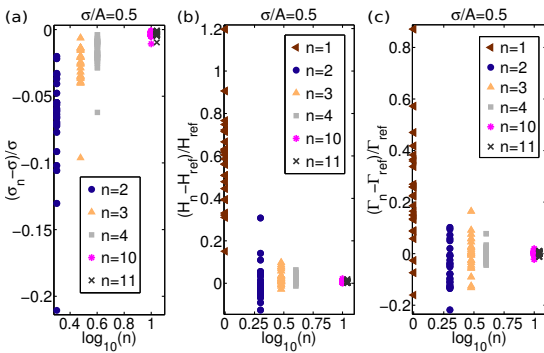 (a) σ/A=0.5
0
−0.05
−0.1
−0.15
−0.2
(σn−σ)/σ
n=2
n=3
n=4
n=10
n=11
0.4 0.6 0.8 1
log10(n)
(b) σ/A=0.5
1.2
1
0.8
0.6
0.4
0.2
0
(Hn−Href)/Href
n=1
n=2
n=3
n=4
n=10
n=11
0 0.25 0.5 0.75 1
log10(n)
(c) σ/A=0.5
0.8
0.6
0.4
0.2
0
−0.2
(Γn−Γref)/Γref
n=1
n=2
n=3
n=4
n=10
n=11
0 0.25 0.5 0.75 1
log10(n)